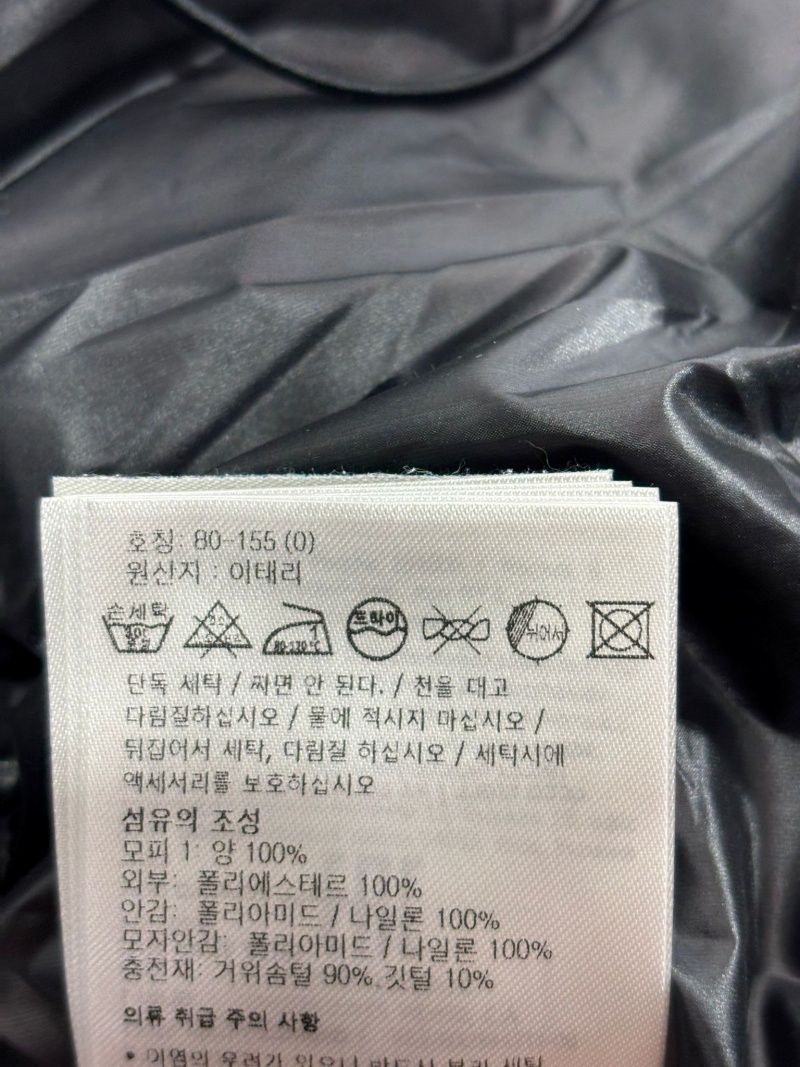 호칭: 80-155 (0)
원산지 : 이태리
손세탁
드라이
뉘어서
80-130℃
단독 세탁 / 짜면 안 된다. / 천을 대고
다림질하십시오 / 물에 적시지 마십시오 /
뒤집어서 세탁, 다림질 하십시오 / 세탁시에
액세서리를 보호하십시오
섬유의 조성
모피 1: 양 100%
외부: 폴리에스테르 100%
안감: 폴리아미드 / 나일론 100%
모자안감: 폴리아미드 / 나일론 100%
충전재: 거위솜털 90%, 깃털 10%
의류 취급 주의 사항